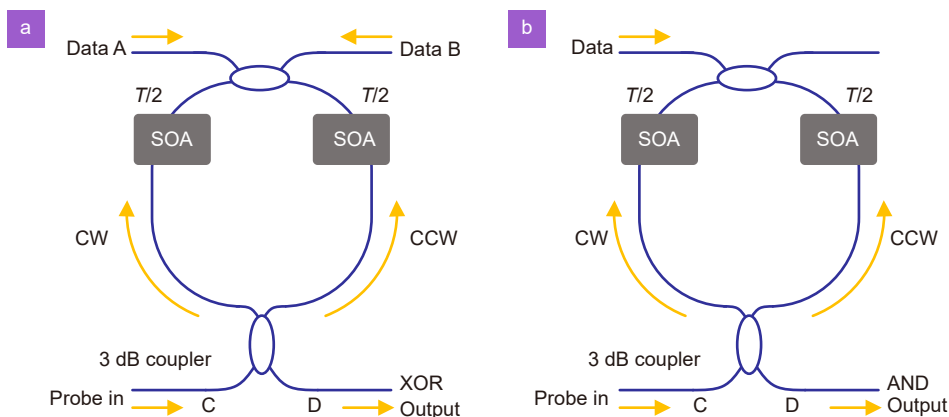 a
Data A
Data B
T/2
T/2
SOA
SOA
CW
CCW
3 dB coupler
Probe in
C
D
XOR
Output
b
Data
T/2
T/2
SOA
SOA
CW
CCW
3 dB coupler
Probe in
C
D
AND
Output